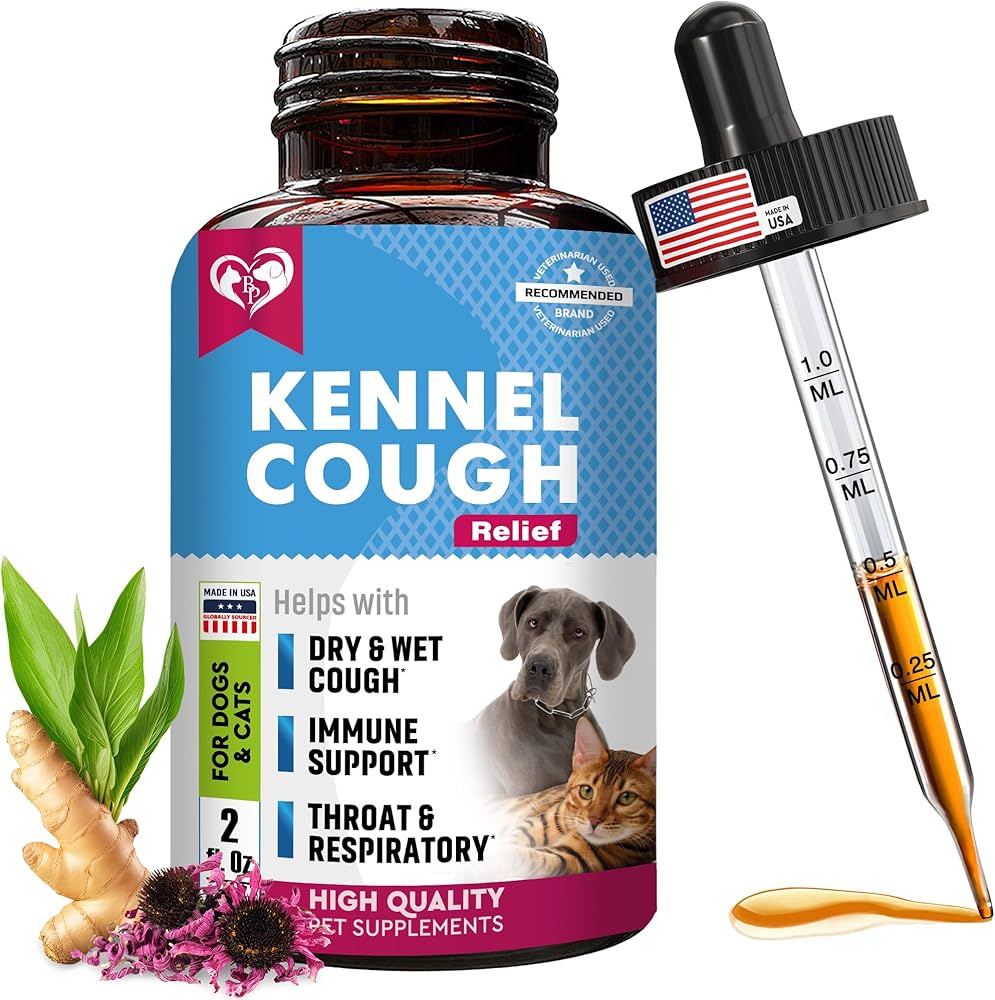 BP
VETERINARIAN USED
RECOMMENDED
BRAND
VETERINARIAN USED
KENNEL
COUGH
Relief
MADE IN USA
GLOBALLY SOURCED
FOR DOGS
& CATS
2
fl. Oz
Helps with
DRY & WET
COUGH*
IMMUNE
SUPPORT*
THROAT &
RESPIRATORY*
HIGH QUALITY
PET SUPPLEMENTS
MADE IN
USA
1.0
ML
0.75
ML
0.5
ML
0.25
ML